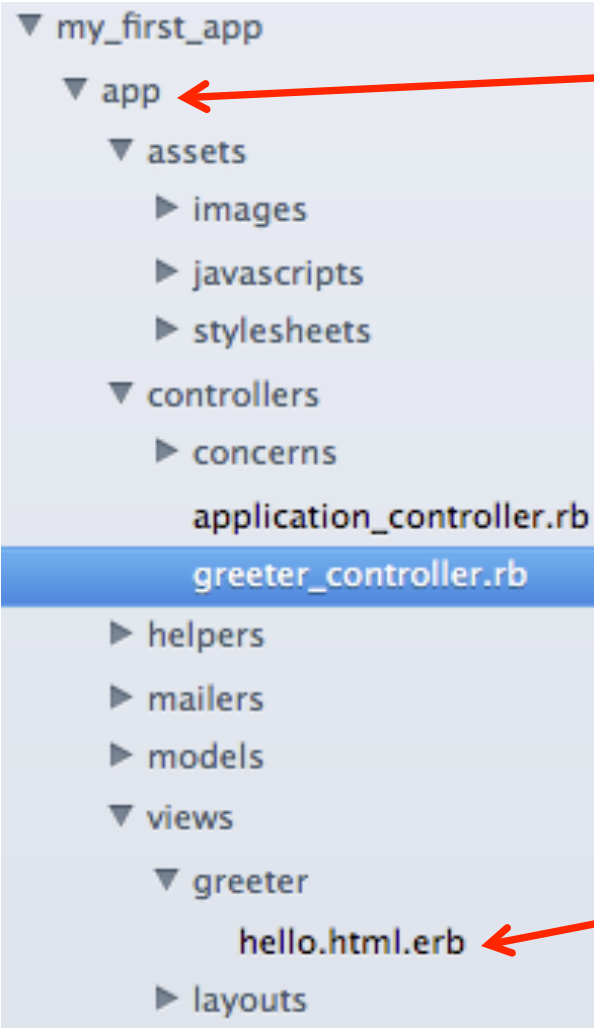 my_first_app
app
assets
images
javascripts
stylesheets
controllers
concerns
application_controller.rb
greeter_controller.rb
helpers
mailers
models
views
greeter
hello.html.erb
layouts